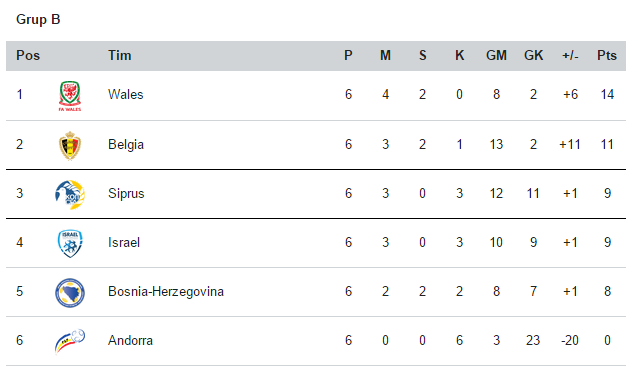 Grup B
Pos Tim P M S K GM GK +/- Pts
1 FA WALES Wales 6 4 2 0 8 2 +6 14
2 Belgia 6 3 2 1 13 2 +11 11
3 Siprus 6 3 0 3 12 11 +1 9
4 ISRAEL Israel 6 3 0 3 10 9 +1 9
5 Bosnia-Herzegovina 6 2 2 2 8 7 +1 8
6 Andorra 6 0 0 6 3 23 -20 0